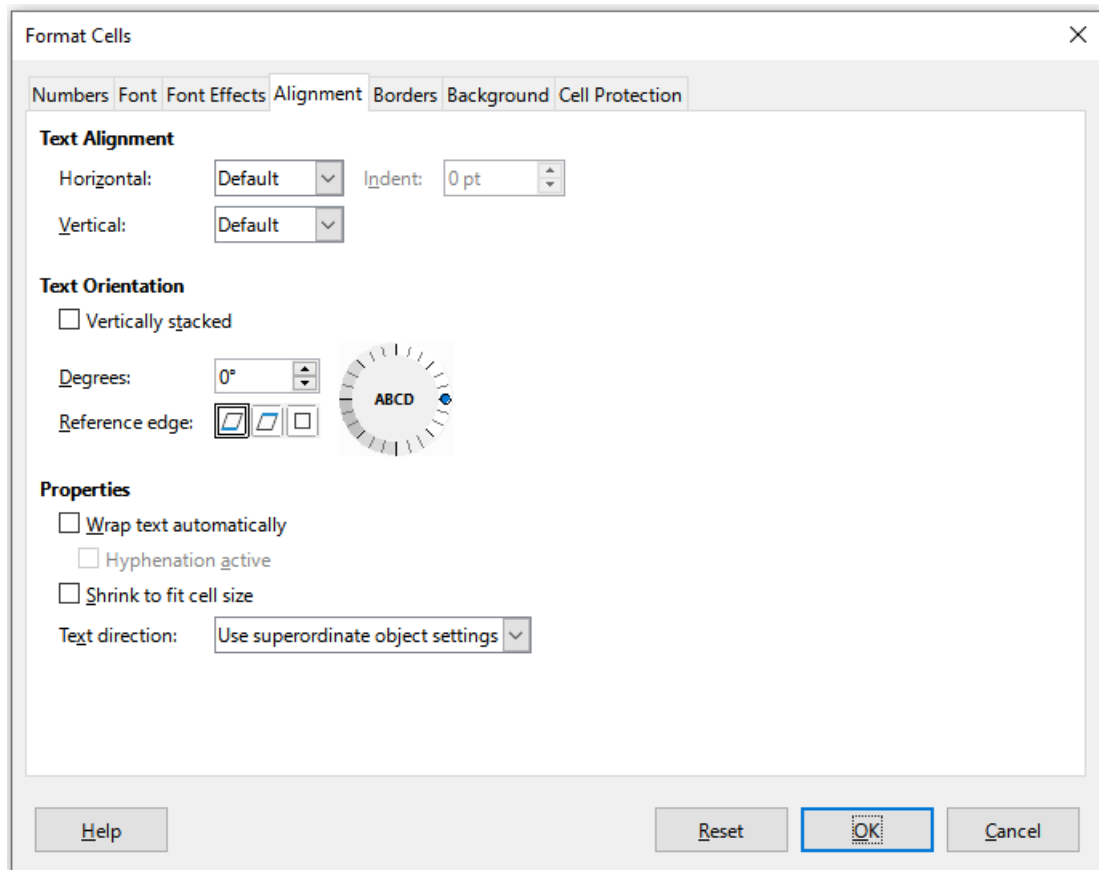 Format Cells
Numbers Font Font Effects Alignment Borders Background Cell Protection
Text Alignment
Horizontal: Default Indent: 0 pt
Vertical: Default
Text Orientation
Vertically stacked
Degrees: 0°
ABCD
Reference edge:
Properties
Wrap text automatically
Hyphenation active
Shrink to fit cell size
Text direction: Use superordinate object settings
Help Reset OK Cancel